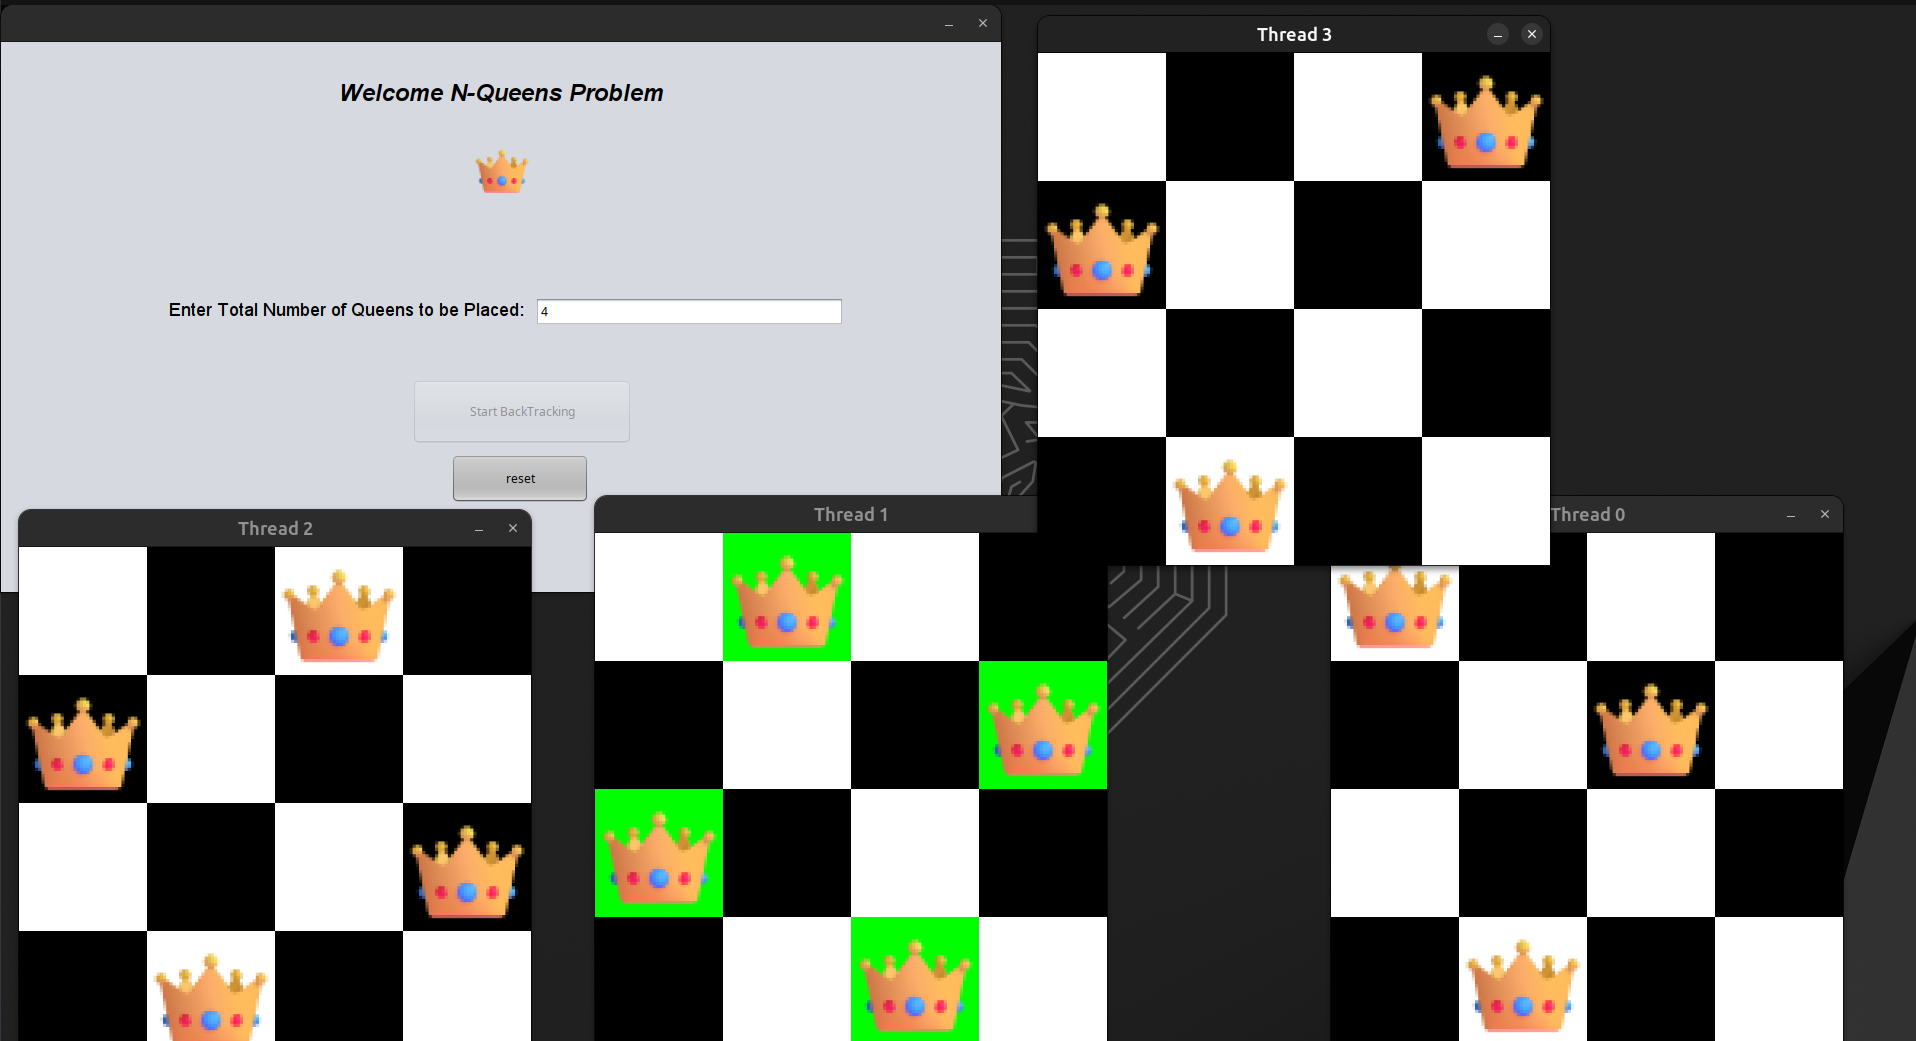 Welcome N-Queens Problem
Enter Total Number of Queens to be Placed: 4
Start BackTracking
reset
Thread 3
Thread 2
Thread 1
Thread 0